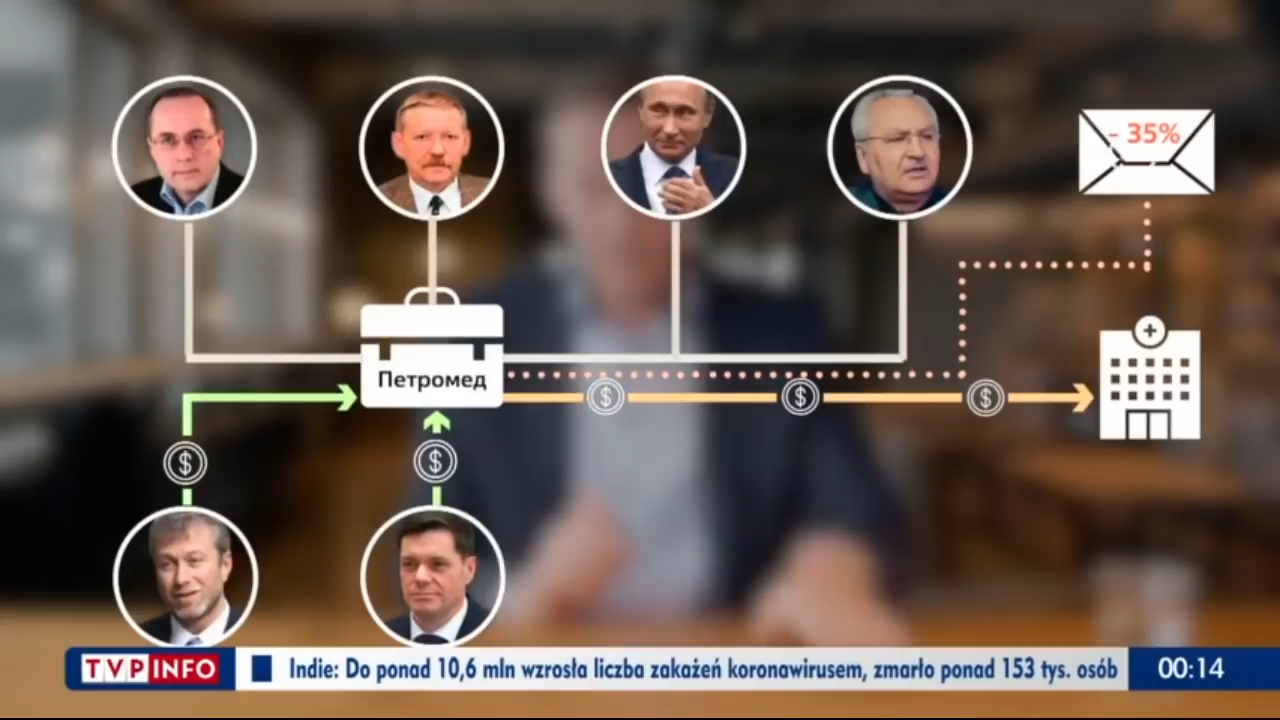 - 35%
Петромед
$ $ $
$ $
TVP INFO
Indie: Do ponad 10,6 mln wzrosła liczba zakażeń koronawirusem, zmarło ponad 153 tys. osób
00:14